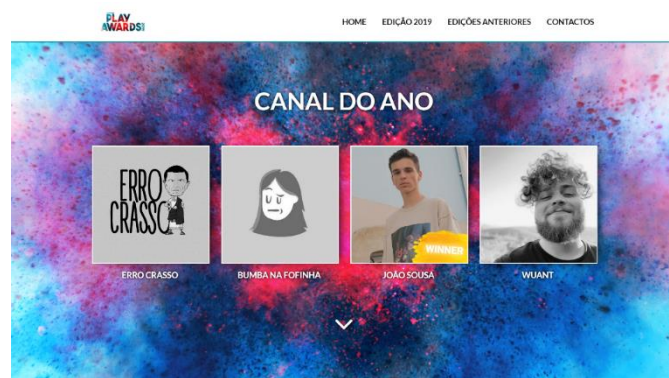 PLAY
AWARDS!
HOME
EDIÇÃO 2019
EDIÇÕES ANTERIORES
CONTACTOS
CANAL DO ANO
ERRO
CRASSO
WINNER
ERRO CRASSO
BUMBA NA FOFINHA
JOÃO SOUSA
WUANT